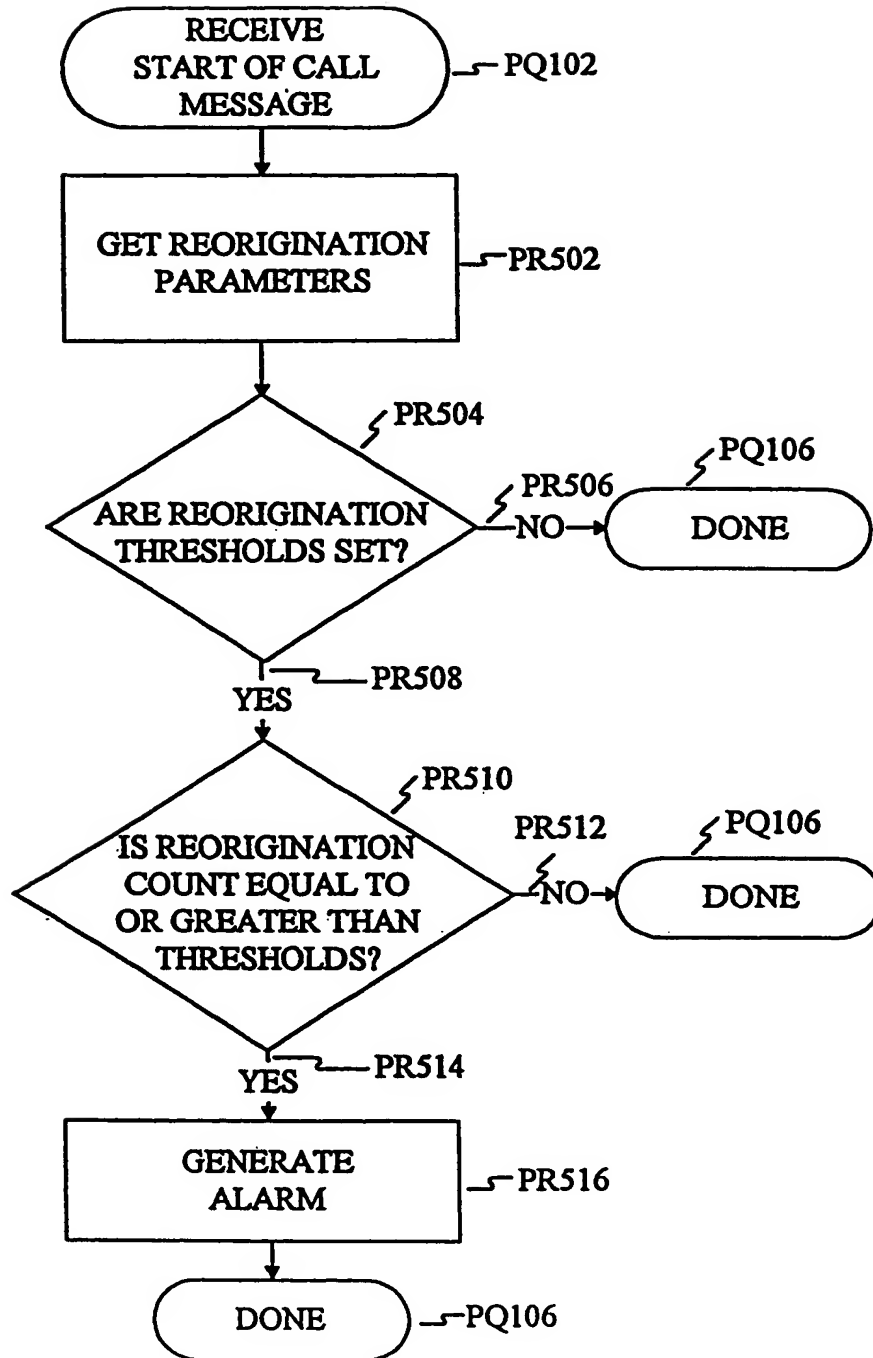 RECEIVE
START OF CALL
MESSAGE
PQ102
GET REORIGINATION
PARAMETERS
PR502
PR504
ARE REORIGINATION
THRESHOLDS SET?
PR506
NO
PQ106
DONE
PR508
YES
PR510
IS REORIGINATION
COUNT EQUAL TO
OR GREATER THAN
THRESHOLDS?
PR512
NO
PQ106
DONE
PR514
YES
GENERATE
ALARM
PR516
DONE
PQ106